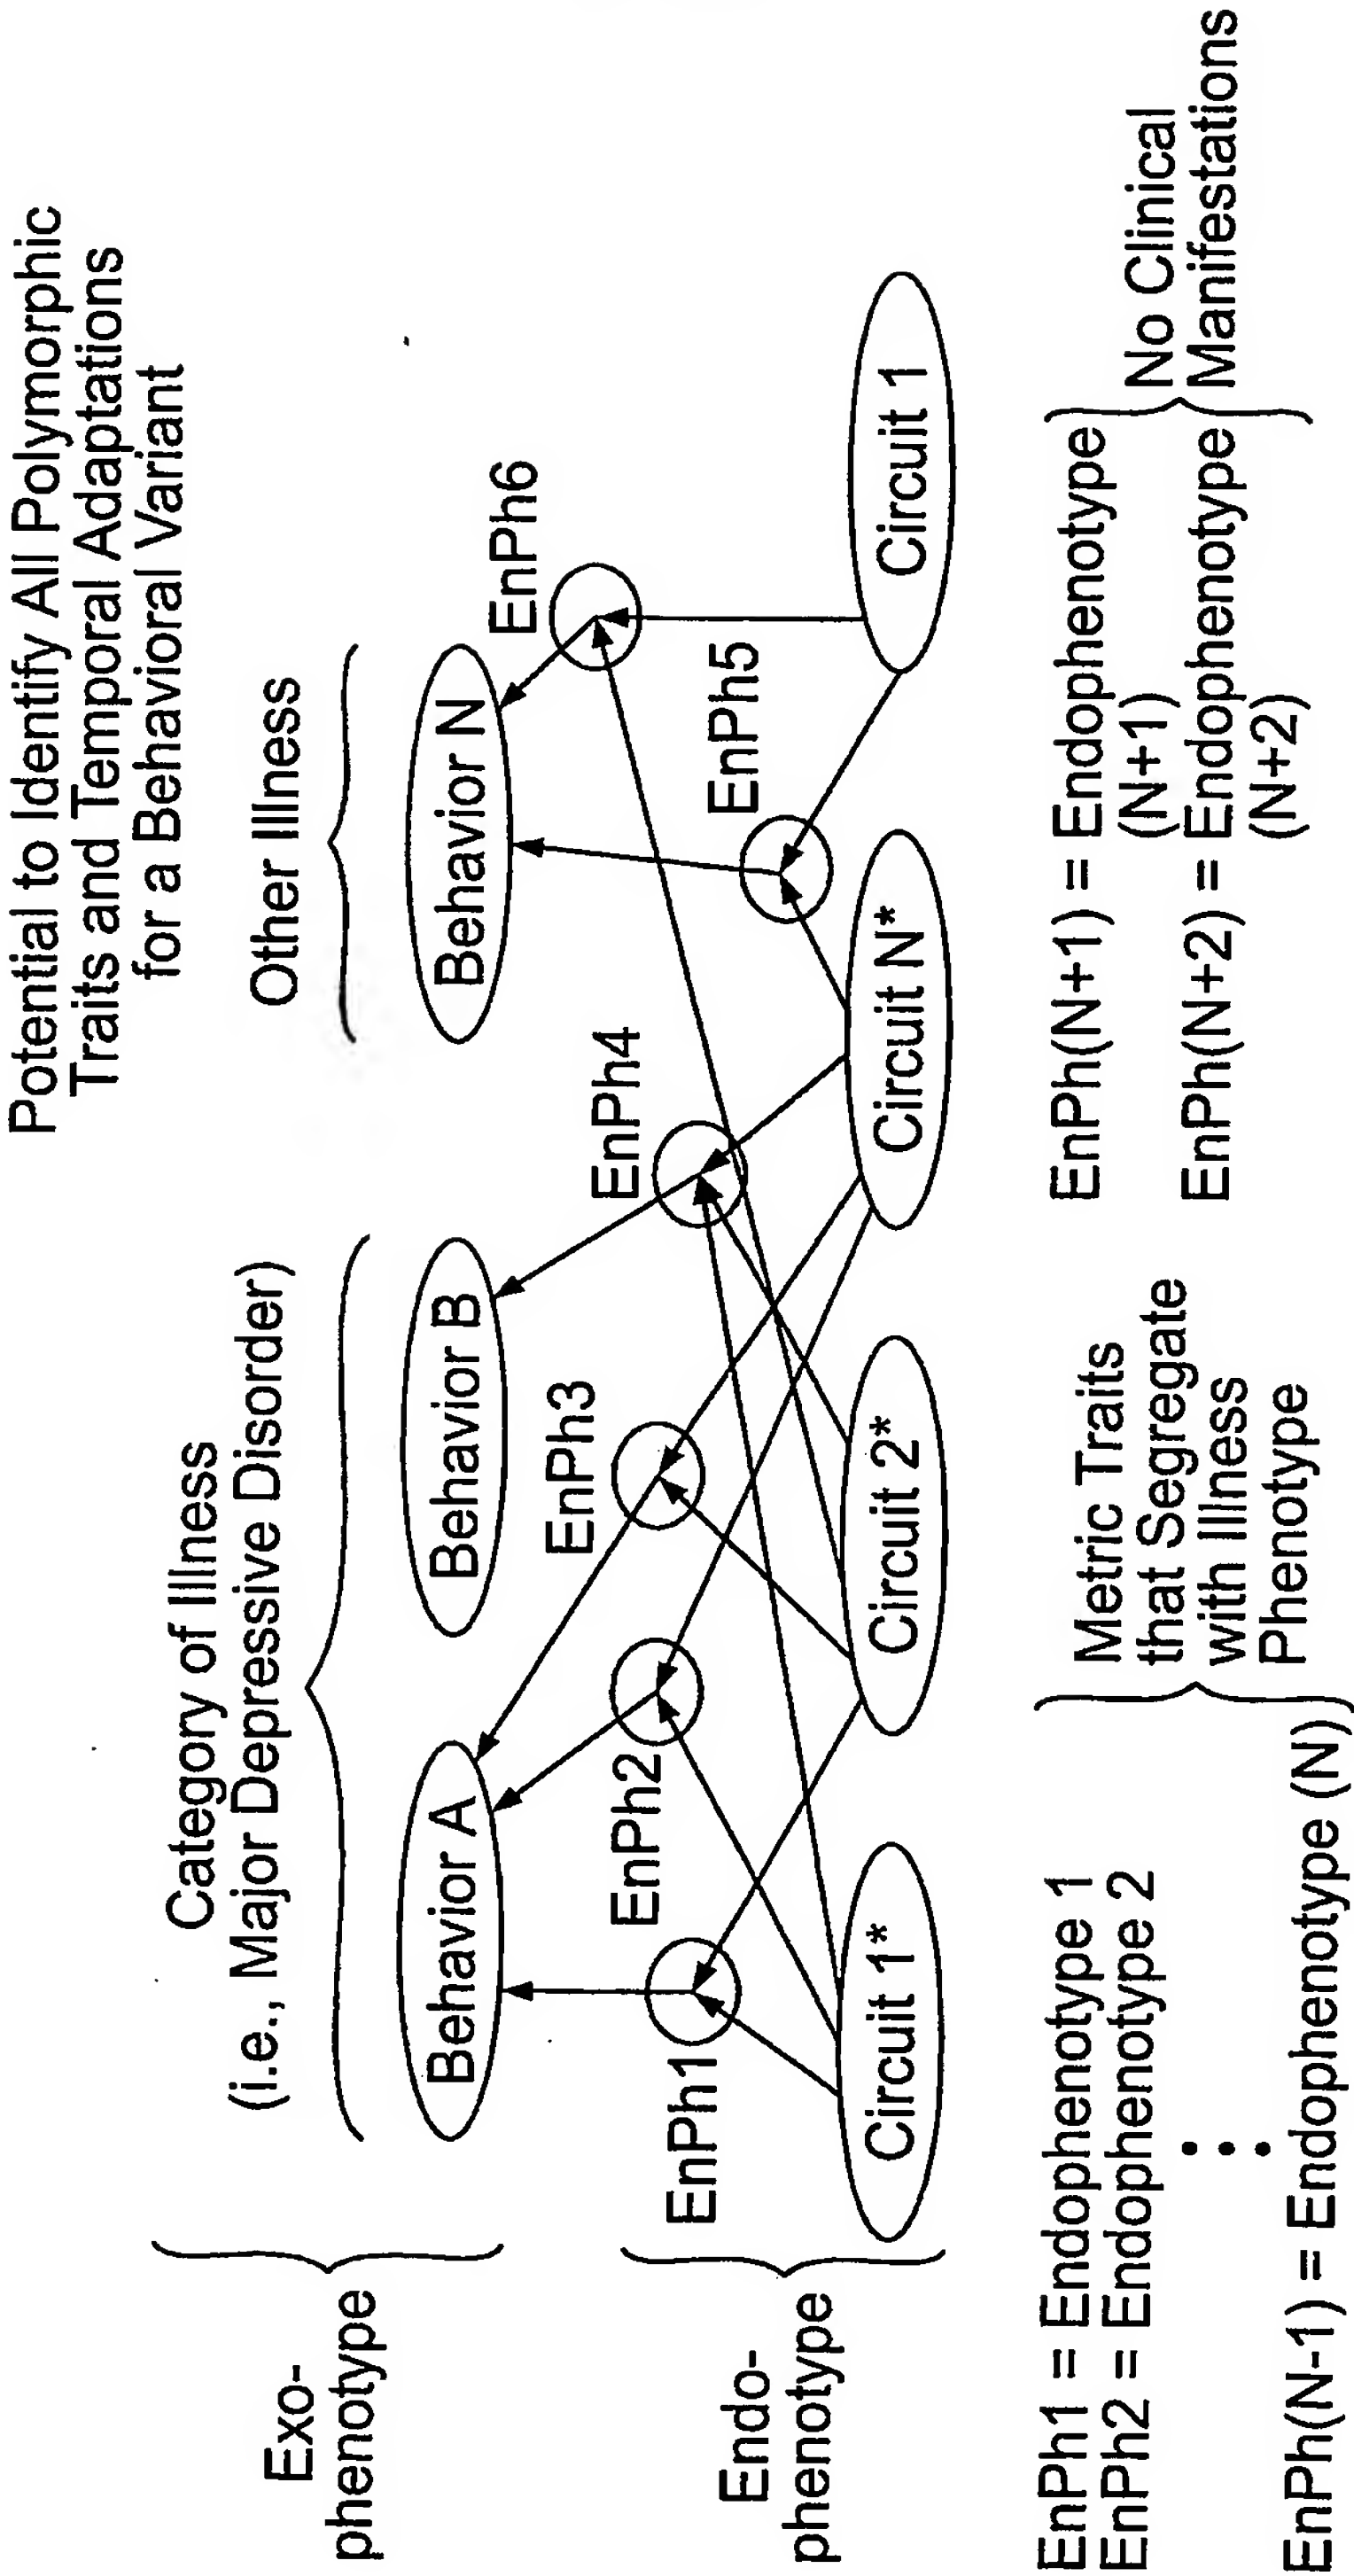 Potential to Identify All Polymorphic
Traits and Temporal Adaptations
for a Behavioral Variant
Category of Illness
(i.e., Major Depressive Disorder)
Other Illness
Exo-
phenotype
Behavior A
Behavior B
Behavior N
EnPh1
EnPh2
EnPh3
EnPh4
EnPh5
EnPh6
Endo-
phenotype
Circuit 1*
Circuit 2*
Circuit N*
Circuit 1
EnPh1 = Endophenotype 1
EnPh2 = Endophenotype 2
EnPh(N-1) = Endophenotype (N)
Metric Traits
that Segregate
with Illness
Phenotype
EnPh(N+1) = Endophenotype
(N+1)
EnPh(N+2) = Endophenotype
(N+2)
No Clinical
Manifestations